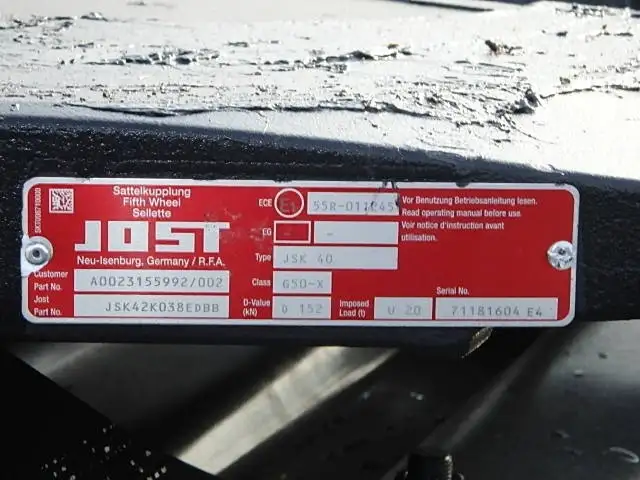 SKT000710000
Sattelkupplung
Fifth Wheel
Sellette
JOST
Neu-Isenburg, Germany / R.F.A.
Customer
Part No.
A0023155992/002
Jost
Part No.
JSK42K038EDBB
ECE
E1
EG
-
Type
JSK 40
Class
G50-X
D-Value
(kN)
D 152
Imposed
Load (t)
U 20
Vor Benutzung Betriebsanleitung lesen.
Read operating manual before use.
Voir notice d'instruction avant
utilisation.
Serial No.
71181604 E4